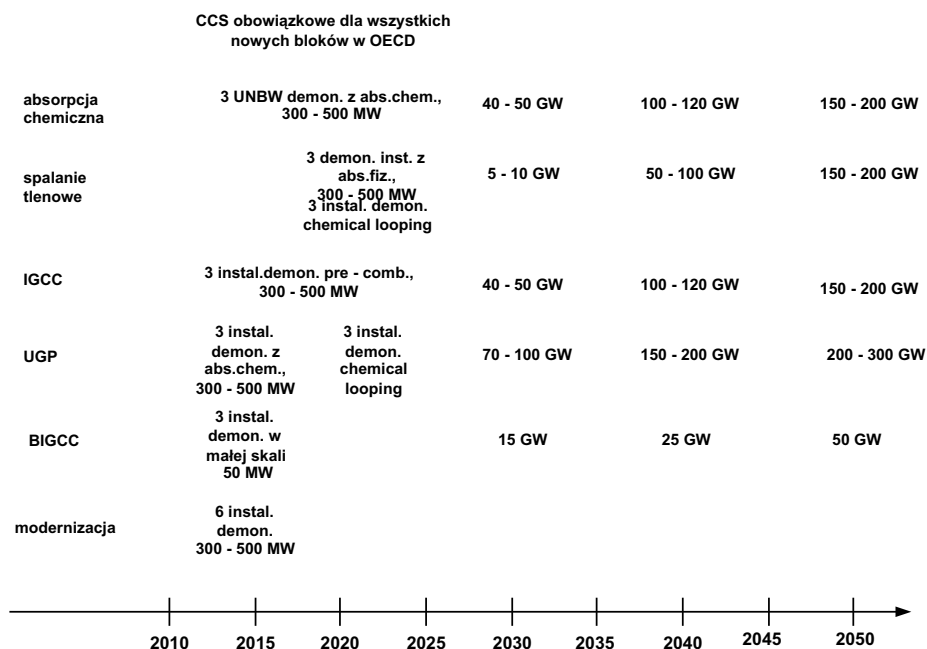 CCS obowiązkowe dla wszystkich
nowych bloków w OECD
absorpcja
chemiczna
3 UNBW demon. z abs.chem.,
300 - 500 MW
40 - 50 GW
100 - 120 GW
150 - 200 GW
spalanie
tlenowe
3 demon. inst. z
abs.fiz.,
300 - 500 MW
3 instal. demon.
chemical looping
5 - 10 GW
50 - 100 GW
150 - 200 GW
IGCC
3 instal.demon. pre - comb.,
300 - 500 MW
40 - 50 GW
100 - 120 GW
150 - 200 GW
UGP
3 instal.
demon. z
abs.chem.,
300 - 500 MW
3 instal.
demon.
chemical
looping
70 - 100 GW
150 - 200 GW
200 - 300 GW
BIGCC
3 instal.
demon. w
małej skali
50 MW
15 GW
25 GW
50 GW
modernizacja
6 instal.
demon.
300 - 500 MW
2010 2015 2020 2025 2030 2035 2040 2045 2050